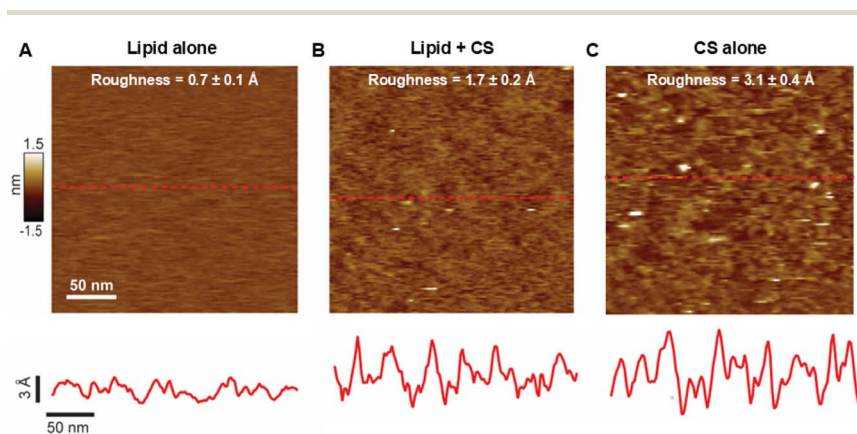 A
Lipid alone
B
Lipid + CS
C
CS alone
Roughness = 0.7 ± 0.1 Å
Roughness = 1.7 ± 0.2 Å
Roughness = 3.1 ± 0.4 Å
1.5
nm
-1.5
50 nm
3 Å
50 nm